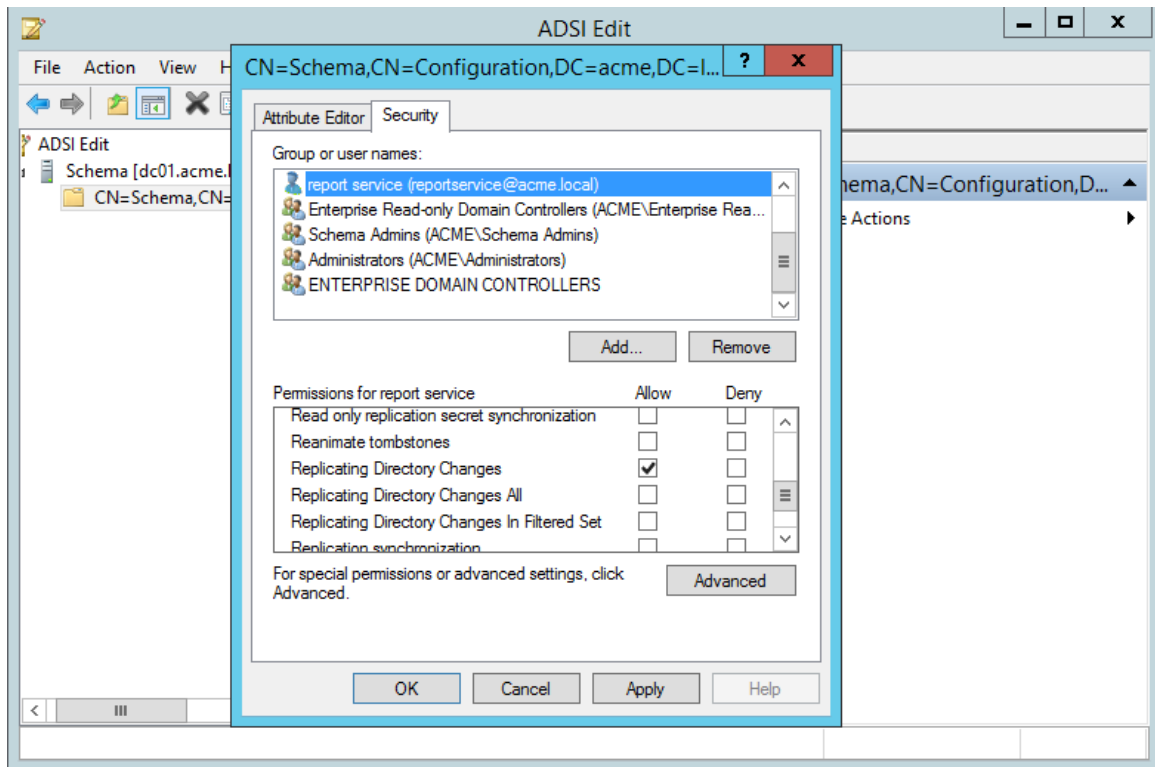 ADSI Edit
File Action View H
CN=Schema,CN=Configuration,DC=acme,DC=l...
?
x
Attribute Editor
Security
ADSI Edit
Schema [dc01.acme.
CN=Schema,CN=
Group or user names:
report service (reportservice@acme.local)
Enterprise Read-only Domain Controllers (ACME\Enterprise Rea...
Schema Admins (ACME\Schema Admins)
Administrators (ACME\Administrators)
ENTERPRISE DOMAIN CONTROLLERS
hema,CN=Configuration,D...
e Actions
Add...
Remove
Permissions for report service Allow Deny
Read only replication secret synchronization
Reanimate tombstones
Replicating Directory Changes
Replicating Directory Changes All
Replicating Directory Changes In Filtered Set
Replication synchronization
For special permissions or advanced settings, click
Advanced.
Advanced
OK
Cancel
Apply
Help